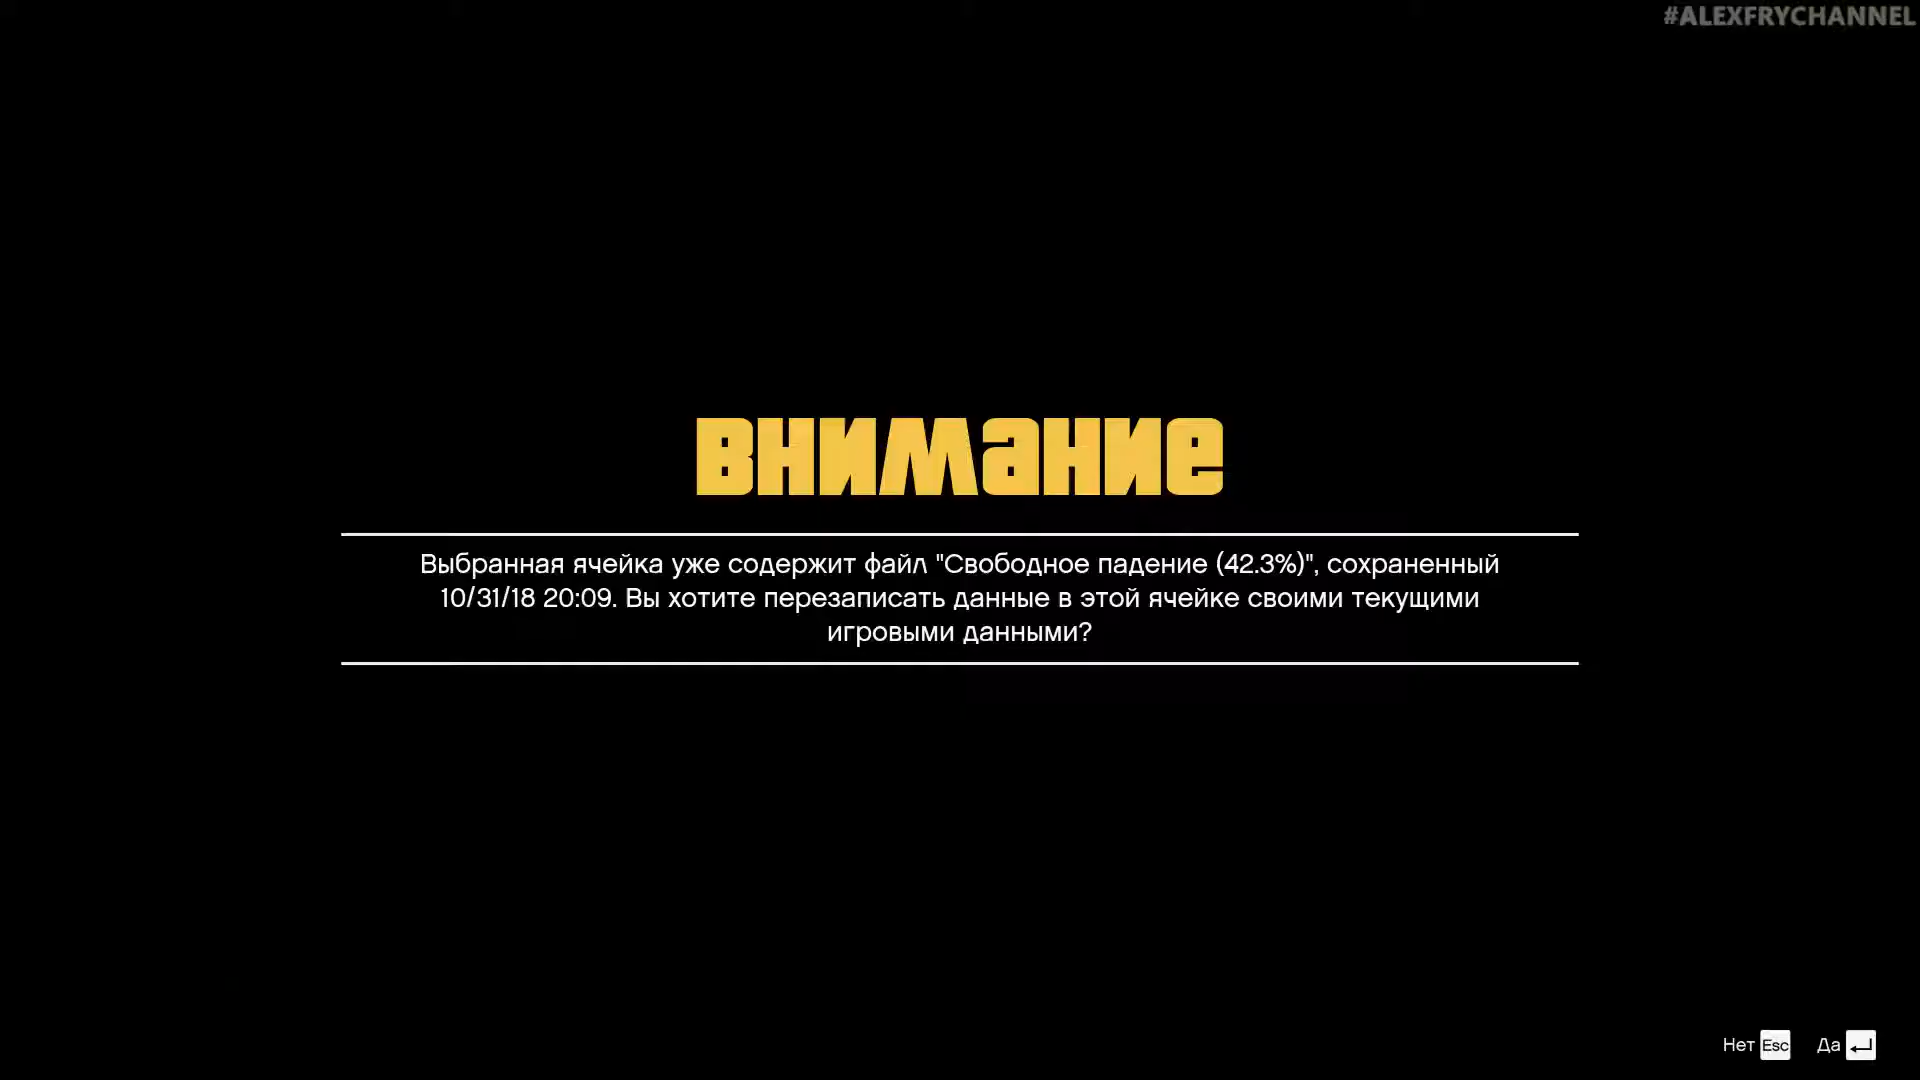 #ALEXFRYCHANNEL
внимание
Выбранная ячейка уже содержит файл "Свободное падение (42.3%)", сохраненный
10/31/18 20:09. Вы хотите перезаписать данные в этой ячейке своими текущими
игровыми данными?
Нет Esc Да